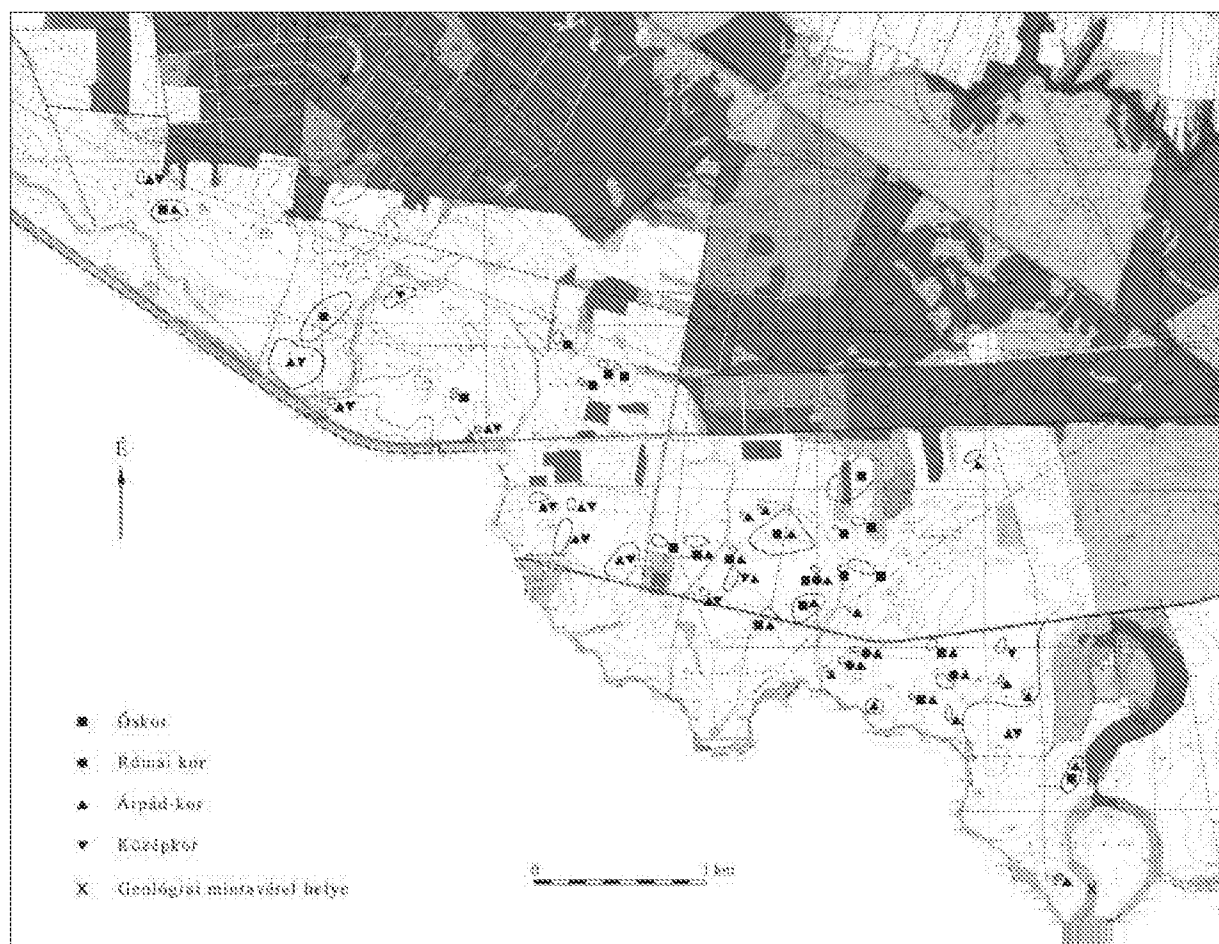 É
Őskor
Római kor
Árpád-kor
Középkor
Geológiai mintavétel helye
0 1 km